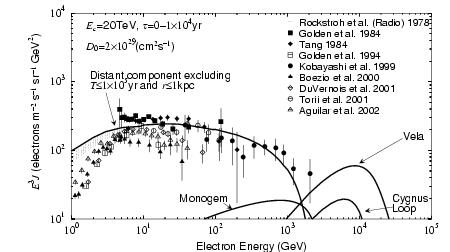 10⁴
Ec=20TeV, τ=0–1×10⁴yr
D0=2×10²⁹(cm²s⁻¹)
Rockstroh et al. (Radio) 1978
Golden et al. 1984
Tang 1984
Golden et al. 1994
Kobayashi et al. 1999
Boezio et al. 2000
DuVernois et al. 2001
Torii et al. 2001
Aguilar et al. 2002
10³
Distant component excluding
T≤1×10⁵yr and r≤1kpc
E³J (electrons m⁻² s⁻¹ sr⁻¹ GeV²)
10²
Vela
Monogem
Cygnus-
Loop
10¹
10⁰ 10¹ 10² 10³ 10⁴ 10⁵
Electron Energy (GeV)